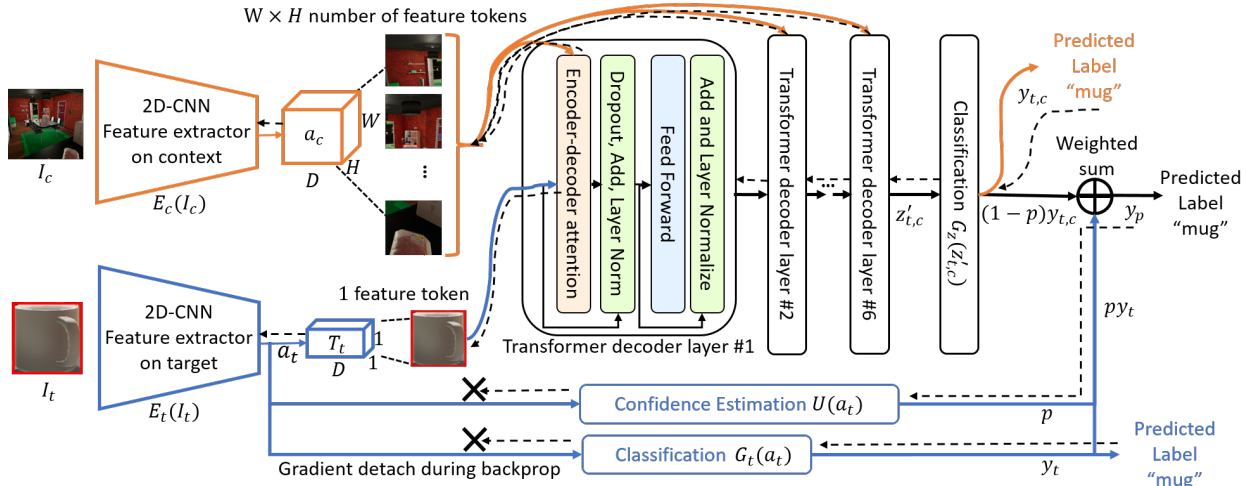 W × H number of feature tokens
2D-CNN
Feature extractor
on context
E_c(I_c)
I_c
a_c
W
H
D
⋮
Encoder-decoder attention
Dropout, Add, Layer Norm
Feed Forward
Add and Layer Normalize
Transformer decoder layer #1
Transformer decoder layer #2
...
Transformer decoder layer #6
z'_{t,c}
Classification G_z(z'_{t,c})
Predicted
Label
"mug"
y_{t,c}
Weighted
sum
(1 − p)y_{t,c}
y_p
Predicted
Label
"mug"
2D-CNN
Feature extractor
on target
E_t(I_t)
I_t
a_t
1 feature token
T_t
1
1
D
py_t
Confidence Estimation U(a_t)
p
Classification G_t(a_t)
y_t
Gradient detach during backprop
Predicted
Label
"mug"